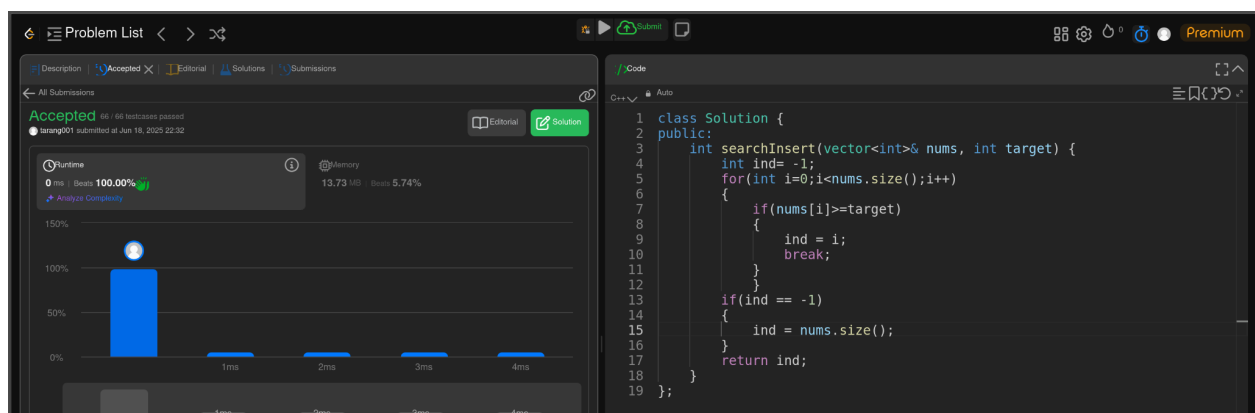 Problem List
Submit
0
Premium
Description | Accepted | Editorial | Solutions | Submissions
All Submissions
Accepted 66 / 66 testcases passed
tarang001 submitted at Jun 18, 2025 22:32
Editorial
Solution
Runtime
0 ms | Beats 100.00%
Analyze Complexity
Memory
13.73 MB | Beats 5.74%
150%
100%
50%
0%
1ms 2ms 3ms 4ms
1ms 2ms 3ms 4ms
</>Code
C++ Auto
1 class Solution {
2 public:
3     int searchInsert(vector<int>& nums, int target) {
4         int ind= -1;
5         for(int i=0;i<nums.size();i++)
6         {
7             if(nums[i]>=target)
8             {
9                 ind = i;
10                 break;
11             }
12             }
13         if(ind == -1)
14         {
15             ind = nums.size();
16         }
17         return ind;
18     }
19 };